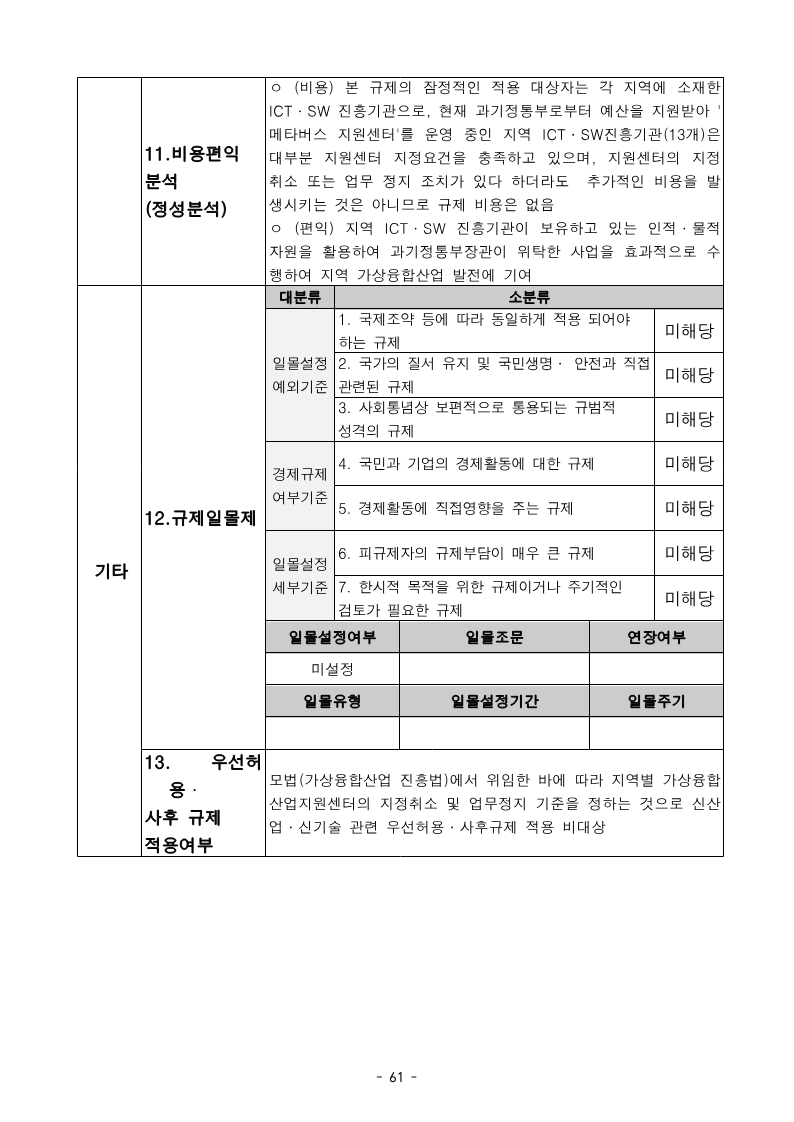 11.비용편익
분석
(정성분석)
ㅇ (비용) 본 규제의 잠정적인 적용 대상자는 각 지역에 소재한
ICT·SW 진흥기관으로, 현재 과기정통부로부터 예산을 지원받아 '
메타버스 지원센터'를 운영 중인 지역 ICT·SW진흥기관(13개)은
대부분 지원센터 지정요건을 충족하고 있으며, 지원센터의 지정
취소 또는 업무 정지 조치가 있다 하더라도 추가적인 비용을 발
생시키는 것은 아니므로 규제 비용은 없음
ㅇ (편익) 지역 ICT·SW 진흥기관이 보유하고 있는 인적·물적
자원을 활용하여 과기정통부장관이 위탁한 사업을 효과적으로 수
행하여 지역 가상융합산업 발전에 기여
기타
12.규제일몰제
대분류 소분류
일몰설정
예외기준
1. 국제조약 등에 따라 동일하게 적용 되어야
하는 규제
미해당
2. 국가의 질서 유지 및 국민생명· 안전과 직접
관련된 규제
미해당
3. 사회통념상 보편적으로 통용되는 규범적
성격의 규제
미해당
경제규제
여부기준
4. 국민과 기업의 경제활동에 대한 규제 미해당
5. 경제활동에 직접영향을 주는 규제 미해당
일몰설정
세부기준
6. 피규제자의 규제부담이 매우 큰 규제 미해당
7. 한시적 목적을 위한 규제이거나 주기적인
검토가 필요한 규제
미해당
일몰설정여부 일몰조문 연장여부
미설정
일몰유형 일몰설정기간 일몰주기
13. 우선허
용·
사후 규제
적용여부
모법(가상융합산업 진흥법)에서 위임한 바에 따라 지역별 가상융합
산업지원센터의 지정취소 및 업무정지 기준을 정하는 것으로 신산
업·신기술 관련 우선허용·사후규제 적용 비대상
- 61 -